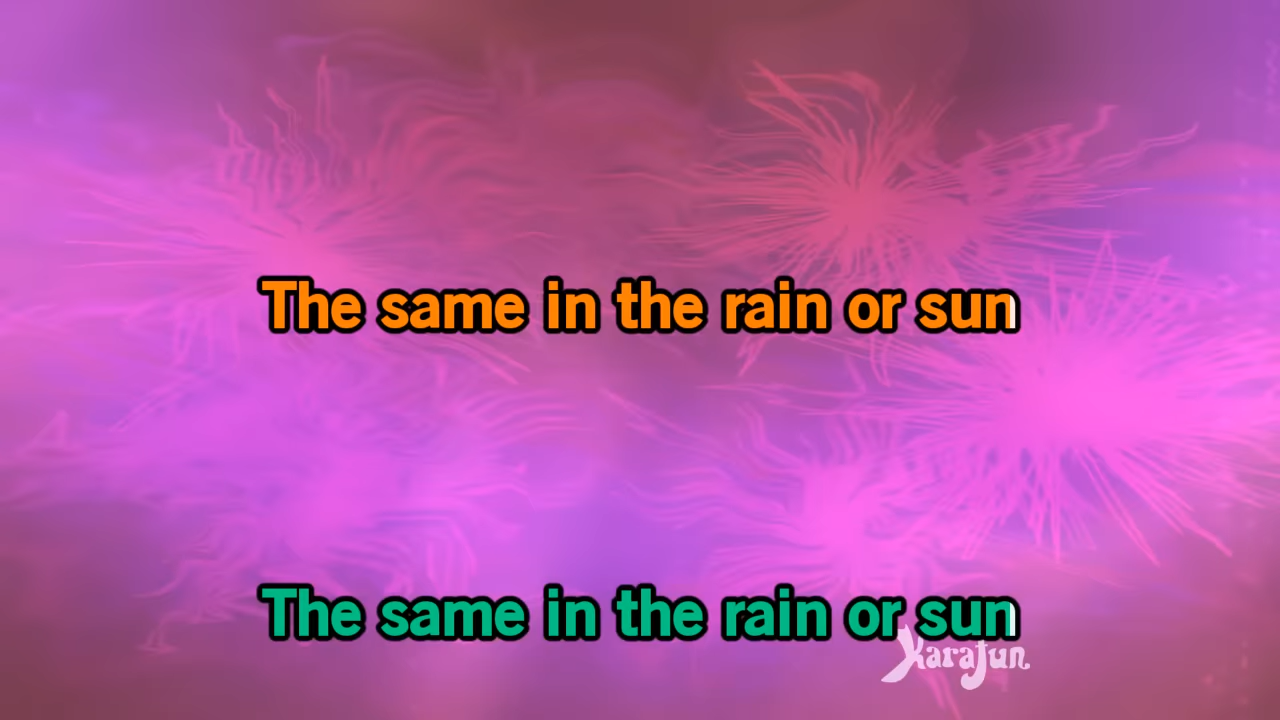 The same in the rain or sun
The same in the rain or sun
KaraFun